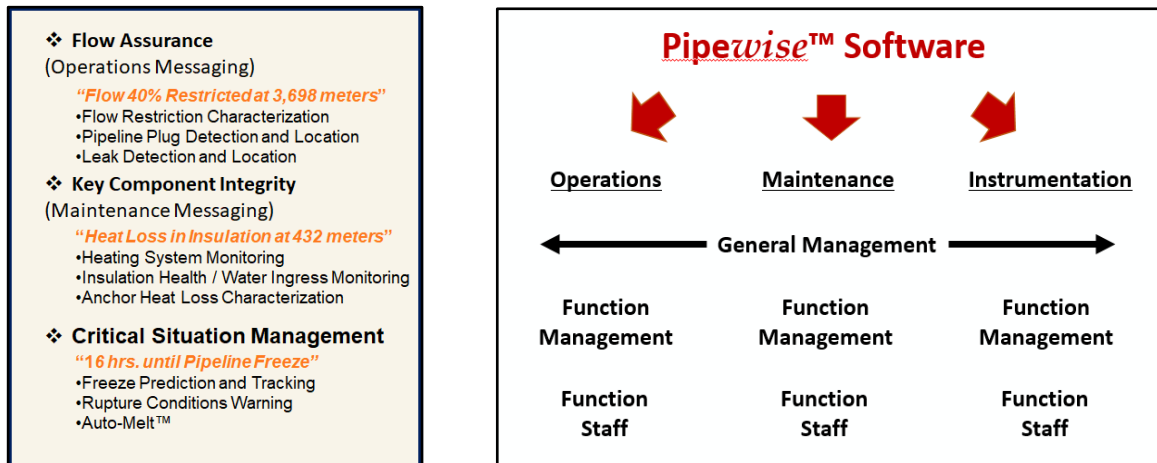 ❖ Flow Assurance
(Operations Messaging)
“Flow 40% Restricted at 3,698 meters”
•Flow Restriction Characterization
•Pipeline Plug Detection and Location
•Leak Detection and Location
❖ Key Component Integrity
(Maintenance Messaging)
“Heat Loss in Insulation at 432 meters”
•Heating System Monitoring
•Insulation Health / Water Ingress Monitoring
•Anchor Heat Loss Characterization
❖ Critical Situation Management
“16 hrs. until Pipeline Freeze”
•Freeze Prediction and Tracking
•Rupture Conditions Warning
•Auto-Melt™
Pipewise™ Software
Operations Maintenance Instrumentation
General Management
Function Function Function
Management Management Management
Function Function Function
Staff Staff Staff